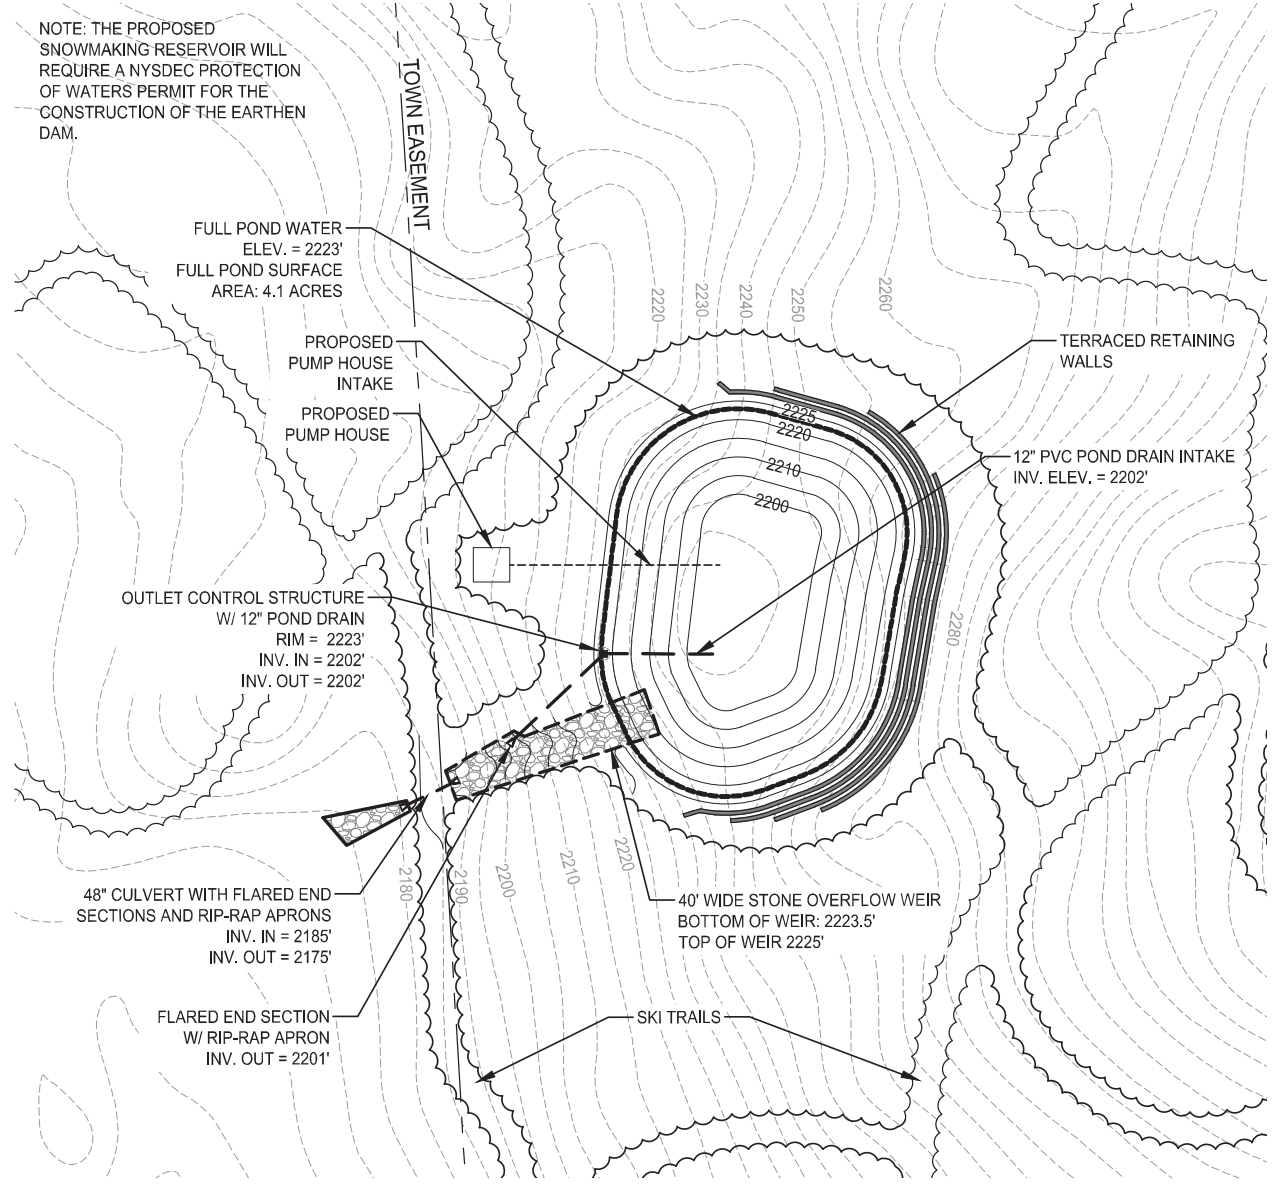 NOTE: THE PROPOSED
SNOWMAKING RESERVOIR WILL
REQUIRE A NYSDEC PROTECTION
OF WATERS PERMIT FOR THE
CONSTRUCTION OF THE EARTHEN
DAM.
TOWN EASEMENT
FULL POND WATER
ELEV. = 2223'
FULL POND SURFACE
AREA: 4.1 ACRES
2220
2230
2240
2250
2260
PROPOSED
PUMP HOUSE
INTAKE
TERRACED RETAINING
WALLS
PROPOSED
PUMP HOUSE
2225
2220
2210
2200
12" PVC POND DRAIN INTAKE
INV. ELEV. = 2202'
OUTLET CONTROL STRUCTURE
W/ 12" POND DRAIN
RIM = 2223'
INV. IN = 2202'
INV. OUT = 2202'
2280
2180
2190
2200
2210
2220
48" CULVERT WITH FLARED END
SECTIONS AND RIP-RAP APRONS
INV. IN = 2185'
INV. OUT = 2175'
40' WIDE STONE OVERFLOW WEIR
BOTTOM OF WEIR: 2223.5'
TOP OF WEIR 2225'
FLARED END SECTION
W/ RIP-RAP APRON
INV. OUT = 2201'
SKI TRAILS